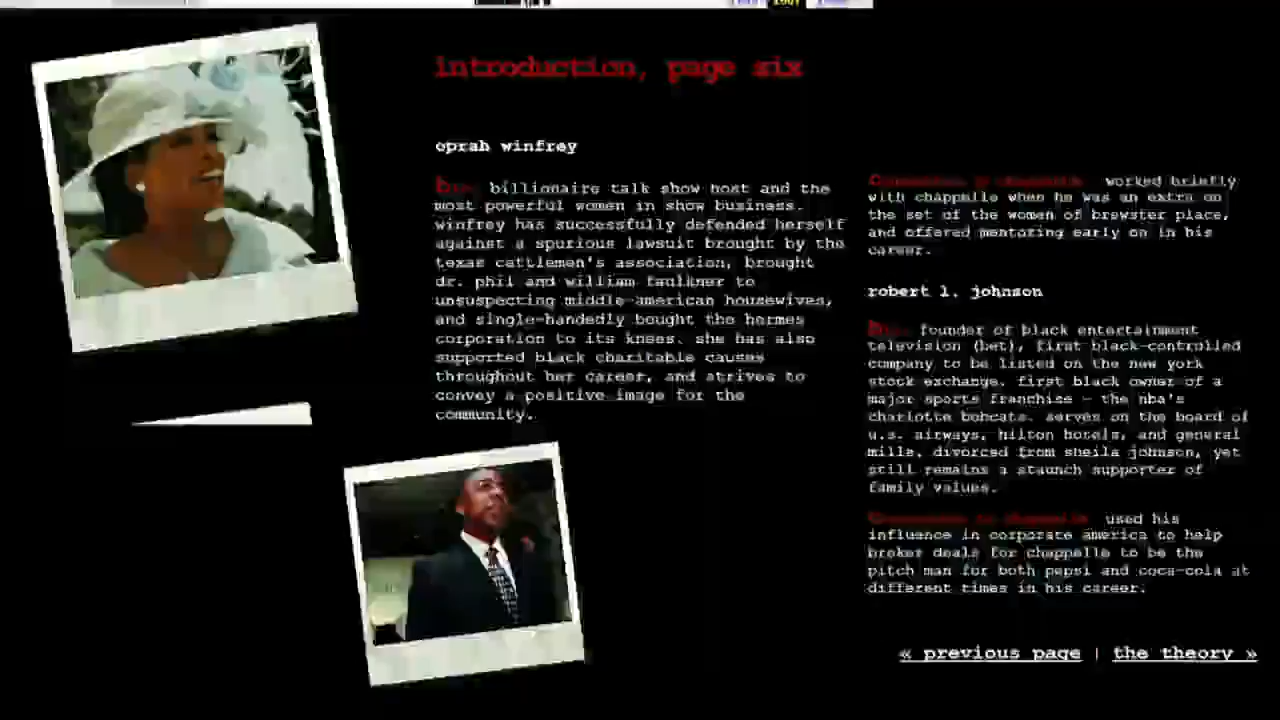 introduction, page six
oprah winfrey
bio: billionaire talk show host and the
most powerful women in show business.
winfrey has successfully defended herself
against a spurious lawsuit brought by the
texas cattlemen's association, brought
dr. phil and william faulkner to
unsuspecting middle-american housewives,
and single-handedly bought the hermes
corporation to its knees. she has also
supported black charitable causes
throughout her career, and strives to
convey a positive image for the
community.
Connection to chappelle: worked briefly
with chappelle when he was an extra on
the set of the women of brewster place,
and offered mentoring early on in his
career.
robert l. johnson
bio: founder of black entertainment
television (bet), first black-controlled
company to be listed on the new york
stock exchange. first black owner of a
major sports franchise - the nba's
charlotte bobcats. serves on the board of
u.s. airways, hilton hotels, and general
mills. divorced from sheila johnson, yet
still remains a staunch supporter of
family values.
Connection to chappelle: used his
influence in corporate america to help
broker deals for chappelle to be the
pitch man for both pepsi and coca-cola at
different times in his career.
« previous page | the theory »